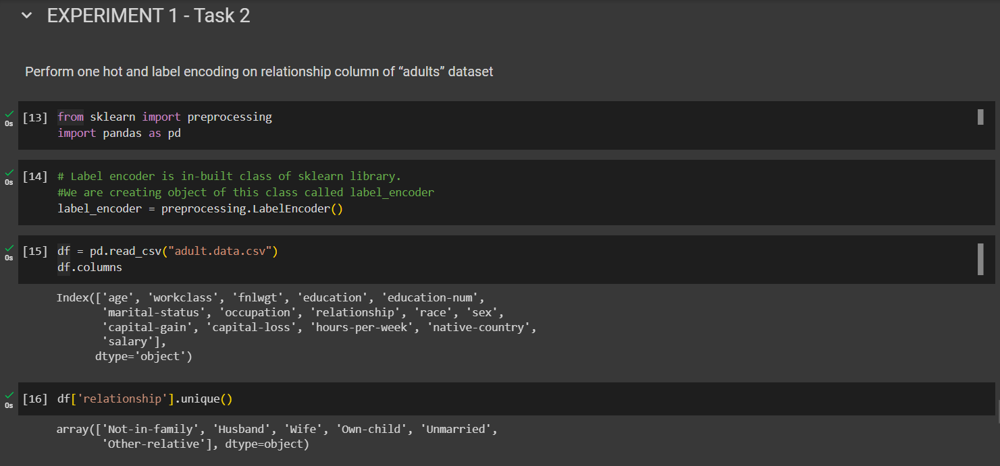 EXPERIMENT 1 - Task 2
Perform one hot and label encoding on relationship column of “adults” dataset
[13] from sklearn import preprocessing
0s import pandas as pd
[14] # Label encoder is in-built class of sklearn library.
0s #We are creating object of this class called label_encoder
label_encoder = preprocessing.LabelEncoder()
[15] df = pd.read_csv("adult.data.csv")
0s df.columns
Index(['age', 'workclass', 'fnlwgt', 'education', 'education-num',
'marital-status', 'occupation', 'relationship', 'race', 'sex',
'capital-gain', 'capital-loss', 'hours-per-week', 'native-country',
'salary'],
dtype='object')
[16] df['relationship'].unique()
0s
array(['Not-in-family', 'Husband', 'Wife', 'Own-child', 'Unmarried',
'Other-relative'], dtype=object)